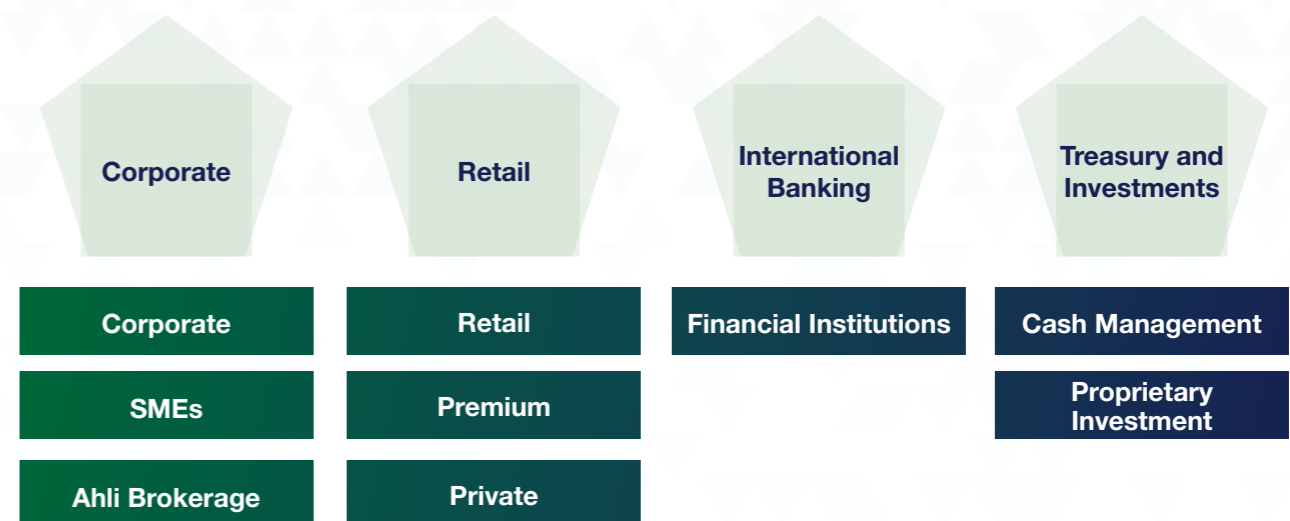 Corporate
Retail
International
Banking
Treasury and
Investments
Corporate
Retail
Financial Institutions
Cash Management
SMEs
Premium
Proprietary
Investment
Ahli Brokerage
Private